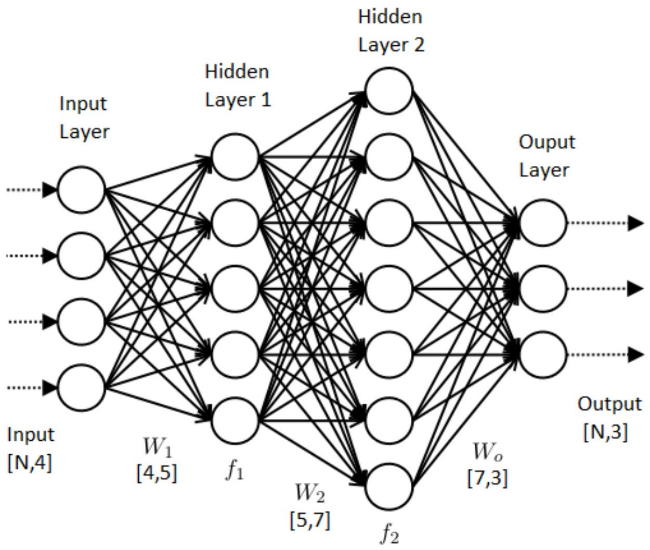 Hidden
Layer 2
Hidden
Layer 1
Input
Layer
Ouput
Layer
Input
[N,4]
W₁
[4,5]
f₁
W₂
[5,7]
f₂
Wₒ
[7,3]
Output
[N,3]